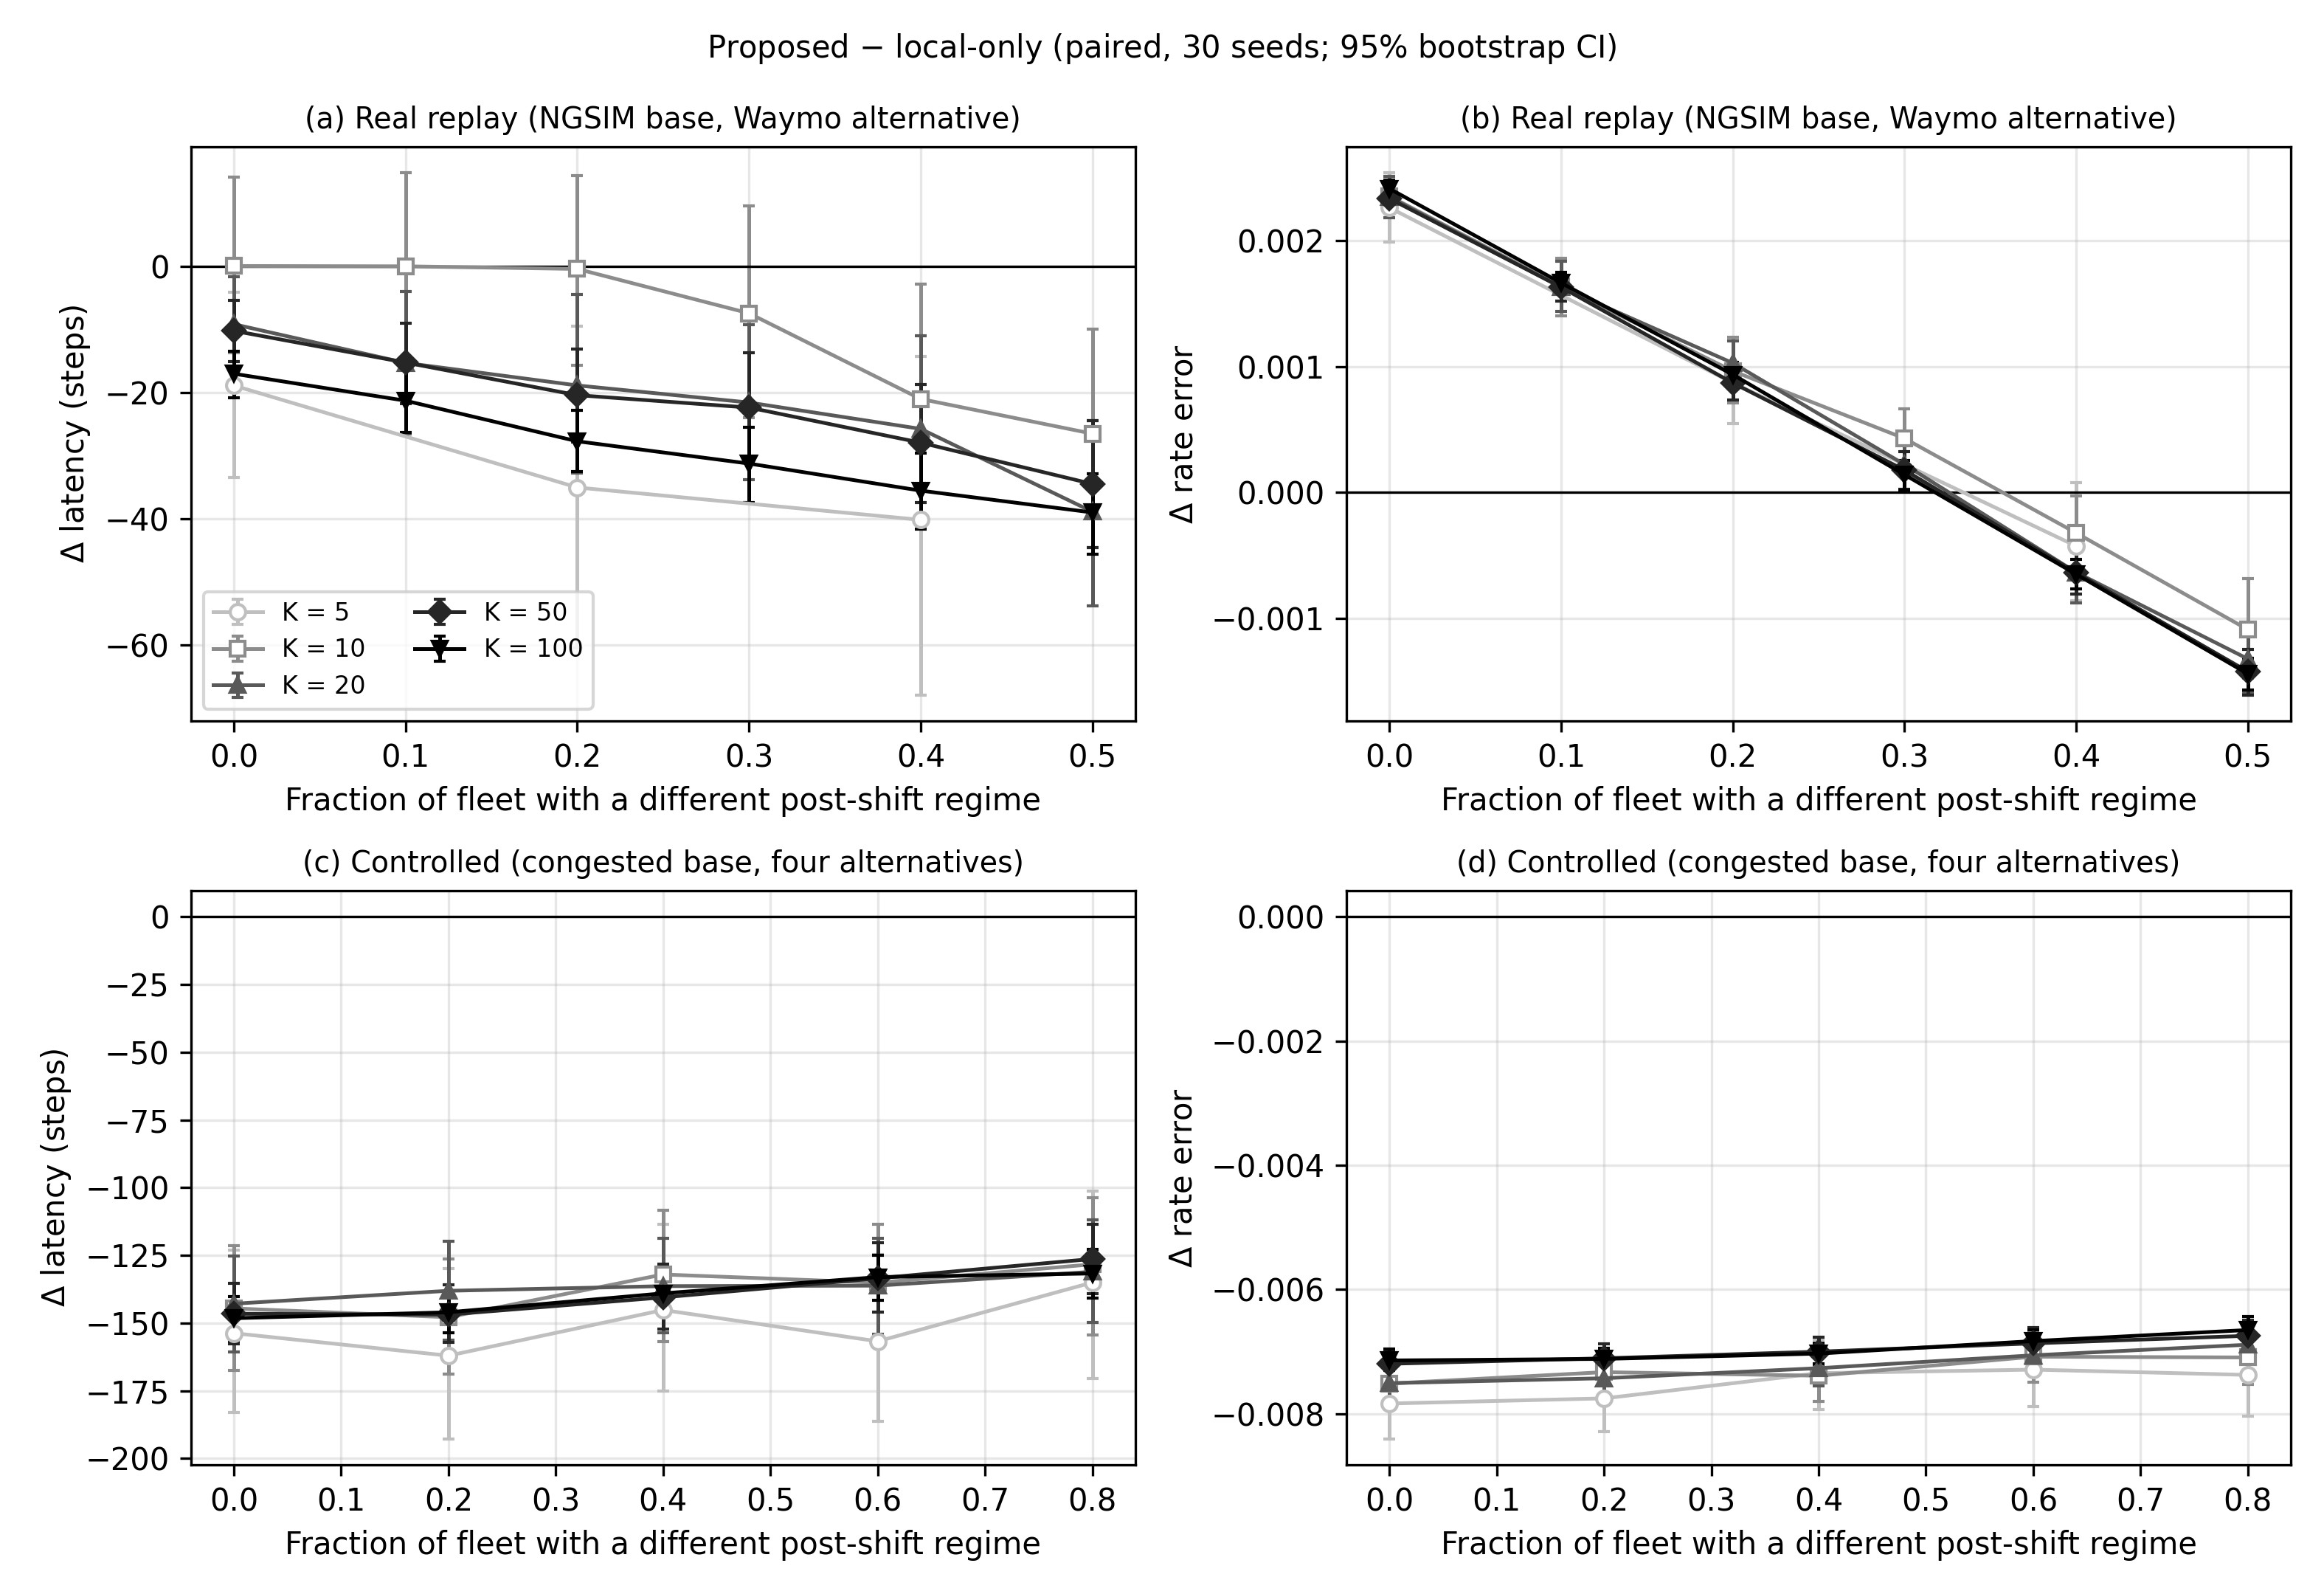 Proposed − local-only (paired, 30 seeds; 95% bootstrap CI)
(a) Real replay (NGSIM base, Waymo alternative)
Δ latency (steps)
0
−20
−40
−60
K = 5
K = 10
K = 20
K = 50
K = 100
0.0 0.1 0.2 0.3 0.4 0.5
Fraction of fleet with a different post-shift regime
(b) Real replay (NGSIM base, Waymo alternative)
Δ rate error
0.002
0.001
0.000
−0.001
0.0 0.1 0.2 0.3 0.4 0.5
Fraction of fleet with a different post-shift regime
(c) Controlled (congested base, four alternatives)
Δ latency (steps)
0
−25
−50
−75
−100
−125
−150
−175
−200
0.0 0.1 0.2 0.3 0.4 0.5 0.6 0.7 0.8
Fraction of fleet with a different post-shift regime
(d) Controlled (congested base, four alternatives)
Δ rate error
0.000
−0.002
−0.004
−0.006
−0.008
0.0 0.1 0.2 0.3 0.4 0.5 0.6 0.7 0.8
Fraction of fleet with a different post-shift regime